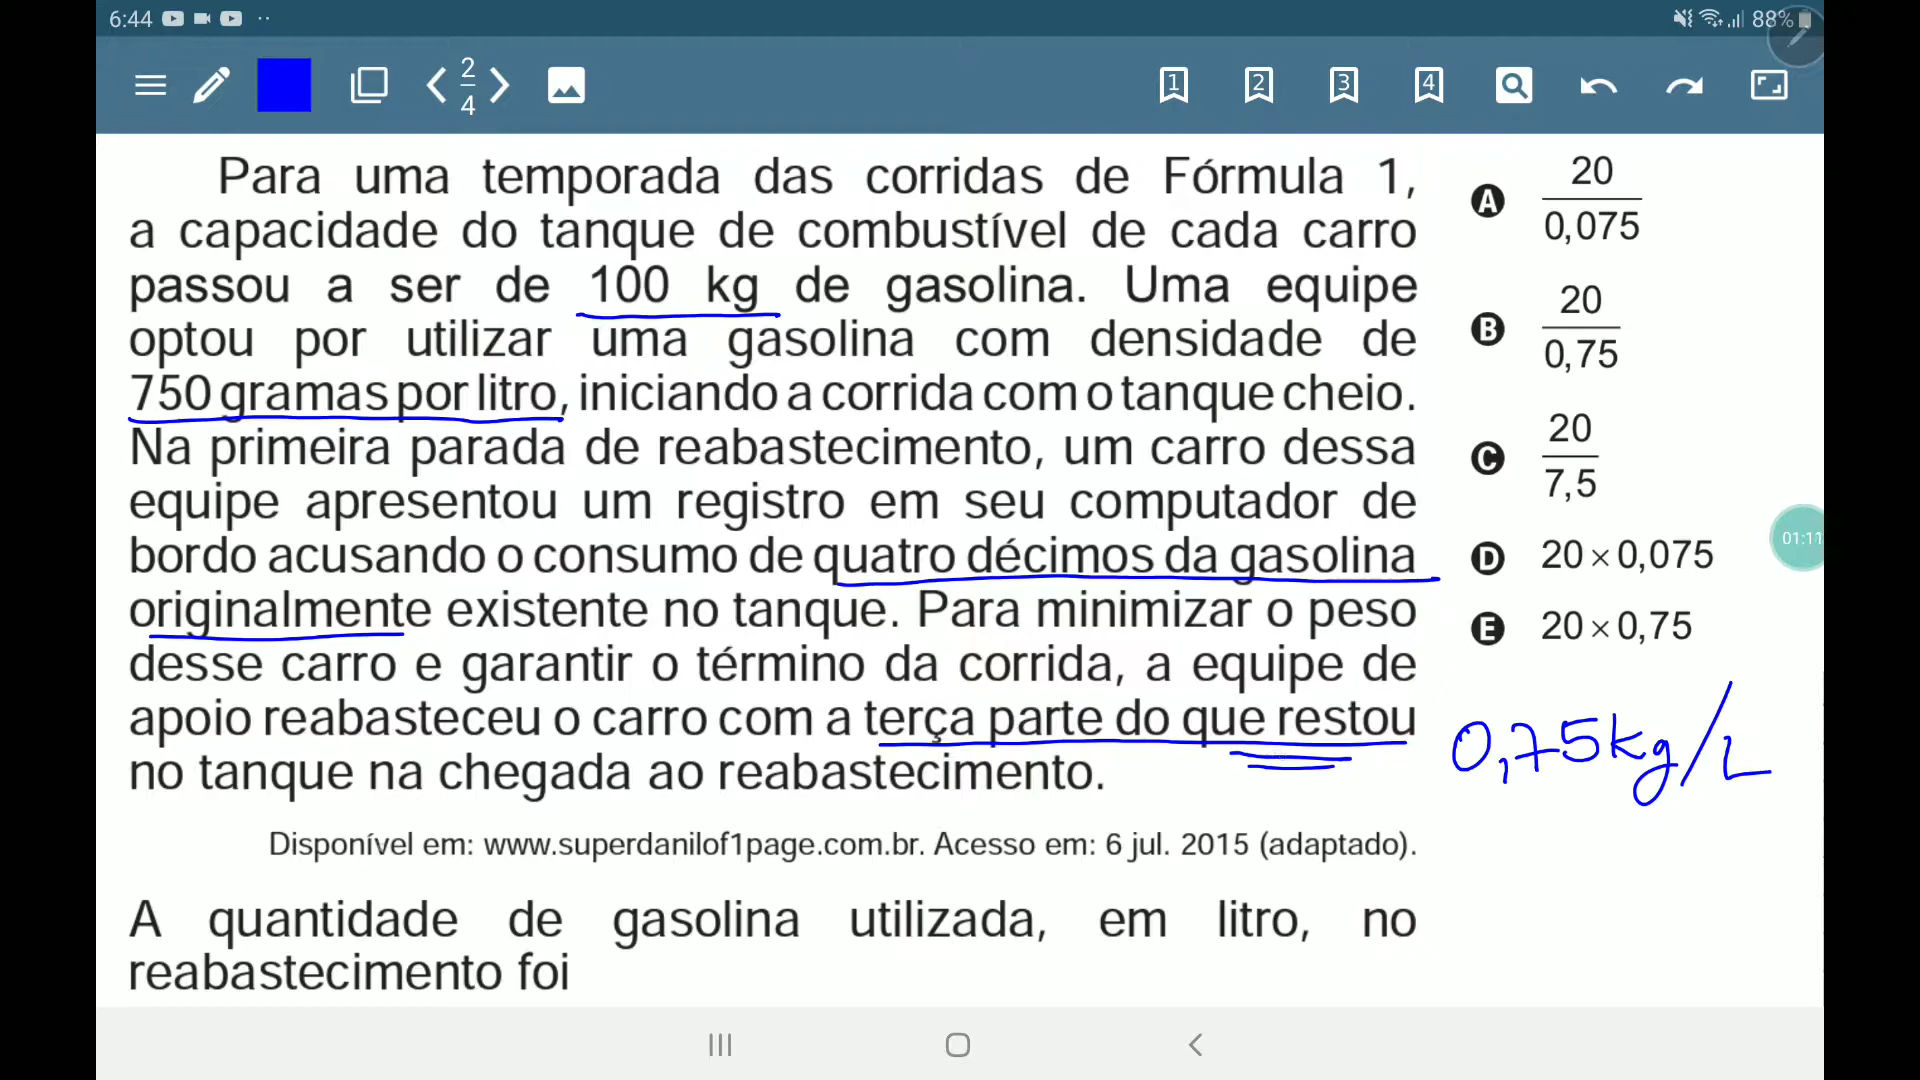 6:44
88%
2
4
1 2 3 4
Para uma temporada das corridas de Fórmula 1,
a capacidade do tanque de combustível de cada carro
passou a ser de 100 kg de gasolina. Uma equipe
optou por utilizar uma gasolina com densidade de
750 gramas por litro, iniciando a corrida com o tanque cheio.
Na primeira parada de reabastecimento, um carro dessa
equipe apresentou um registro em seu computador de
bordo acusando o consumo de quatro décimos da gasolina
originalmente existente no tanque. Para minimizar o peso
desse carro e garantir o término da corrida, a equipe de
apoio reabasteceu o carro com a terça parte do que restou
no tanque na chegada ao reabastecimento.
Disponível em: www.superdanilof1page.com.br. Acesso em: 6 jul. 2015 (adaptado).
A quantidade de gasolina utilizada, em litro, no
reabastecimento foi
A 20
0,075
B 20
0,75
C 20
7,5
D 20 × 0,075
E 20 × 0,75
01:11
0,75kg/L